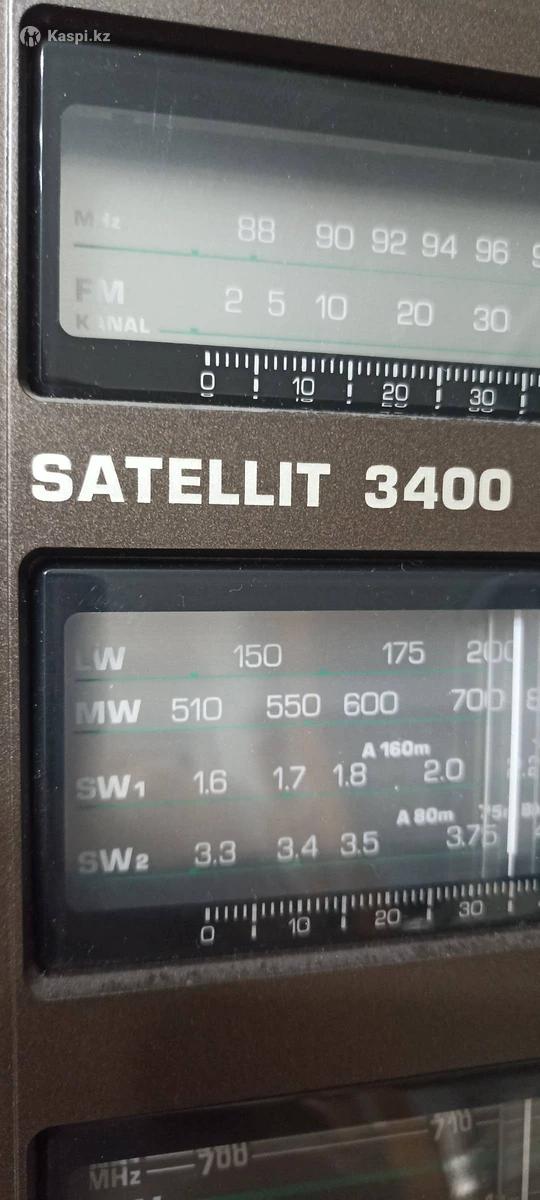 Kaspi.kz
MHz 88 90 92 94 96
FM
KANAL 2 5 10 20 30
0 10 20 30
SATELLIT 3400
LW 150 175 200
MW 510 550 600 700
A 160m
SW1 1.6 1.7 1.8 2.0
A 80m
SW2 3.3 3.4 3.5 3.75
0 10 20 30
MHz 700 710